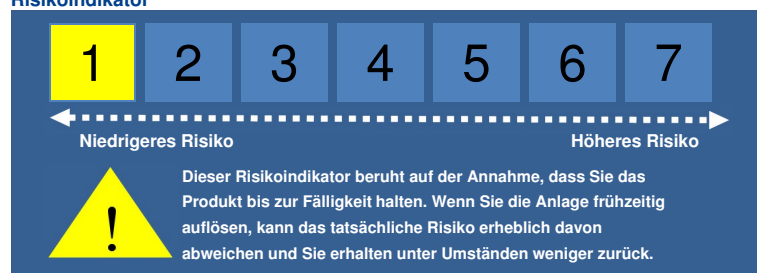 Risikoindikator
1 2 3 4 5 6 7
Niedrigeres Risiko Höheres Risiko
Dieser Risikoindikator beruht auf der Annahme, dass Sie das
Produkt bis zur Fälligkeit halten. Wenn Sie die Anlage frühzeitig
! auflösen, kann das tatsächliche Risiko erheblich davon
abweichen und Sie erhalten unter Umständen weniger zurück.